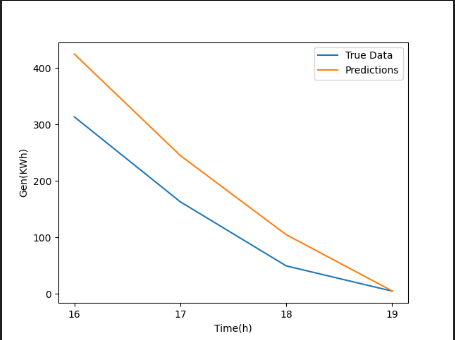 True Data
Predictions
400
300
200
100
0
Gen(KWh)
16 17 18 19
Time(h)